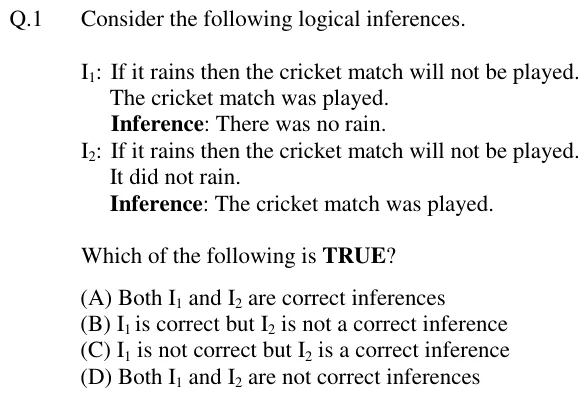 Q.1 Consider the following logical inferences.
I₁: If it rains then the cricket match will not be played.
The cricket match was played.
Inference: There was no rain.
I₂: If it rains then the cricket match will not be played.
It did not rain.
Inference: The cricket match was played.
Which of the following is TRUE?
(A) Both I₁ and I₂ are correct inferences
(B) I₁ is correct but I₂ is not a correct inference
(C) I₁ is not correct but I₂ is a correct inference
(D) Both I₁ and I₂ are not correct inferences